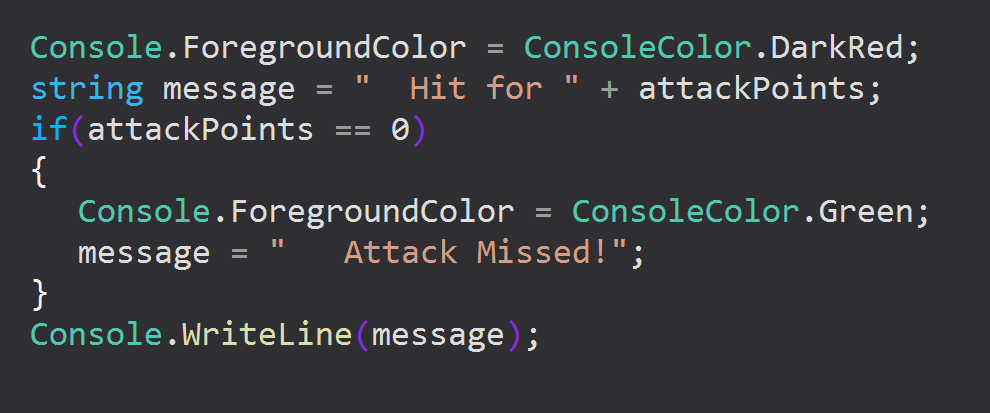 Console.ForegroundColor = ConsoleColor.DarkRed;
string message = "  Hit for " + attackPoints;
if(attackPoints == 0)
{
   Console.ForegroundColor = ConsoleColor.Green;
   message = "   Attack Missed!";
}
Console.WriteLine(message);